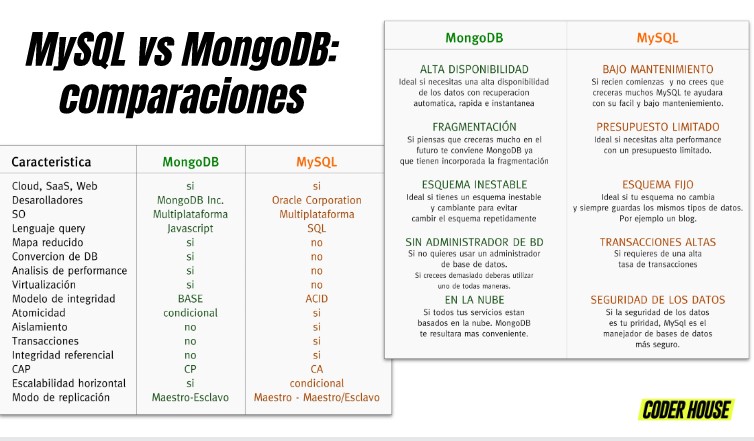 MySQL vs MongoDB:
comparaciones
Caracteristica MongoDB MySQL
Cloud, SaaS, Web si si
Desarolladores MongoDB Inc. Oracle Corporation
SO Multiplataforma Multiplataforma
Lenguaje query Javascript SQL
Mapa reducido si no
Convercion de DB si no
Analisis de performance si no
Virtualización si no
Modelo de integridad BASE ACID
Atomicidad condicional si
Aislamiento no si
Transacciones no si
Integridad referencial no si
CAP CP CA
Escalabilidad horizontal si condicional
Modo de replicación Maestro-Esclavo Maestro - Maestro/Esclavo
MongoDB MySQL
ALTA DISPONIBILIDAD
Ideal si necesitas una alta disponibilidad
de los datos con recuperacion
automatica, rapida e instantanea
BAJO MANTENIMIENTO
Si recien comienzas y no crees que
creceras muchos MySQL te ayudara
con su facil y bajo manteniemiento.
FRAGMENTACIÓN
Si piensas que creceras mucho en el
futuro te conviene MongoDB ya
que tienen incorporada la fragmentación
PRESUPUESTO LIMITADO
Ideal si necesitas alta performance
con un presupuesto limitado.
ESQUEMA INESTABLE
Ideal si tienes un esquema inestable
y cambiante para evitar
cambir el esquema repetidamente
ESQUEMA FIJO
Ideal si tu esquema no cambia
y siempre guardas los mismos tipos de datos.
Por ejemplo un blog.
SIN ADMINISTRADOR DE BD
Si no quieres usar un administrador
de base de datos.
Si crecees demasiado deberas utilizar
uno de todas maneras.
TRANSACCIONES ALTAS
Si requieres de una alta
tasa de transacciones
EN LA NUBE
Si todos tus servicios estan
basados en la nube, MongoDB
te resultara mas conveniente.
SEGURIDAD DE LOS DATOS
Si la seguridad de los datos
es tu priridad, MySql es el
manejador de bases de datos
más seguro.
CODER HOUSE